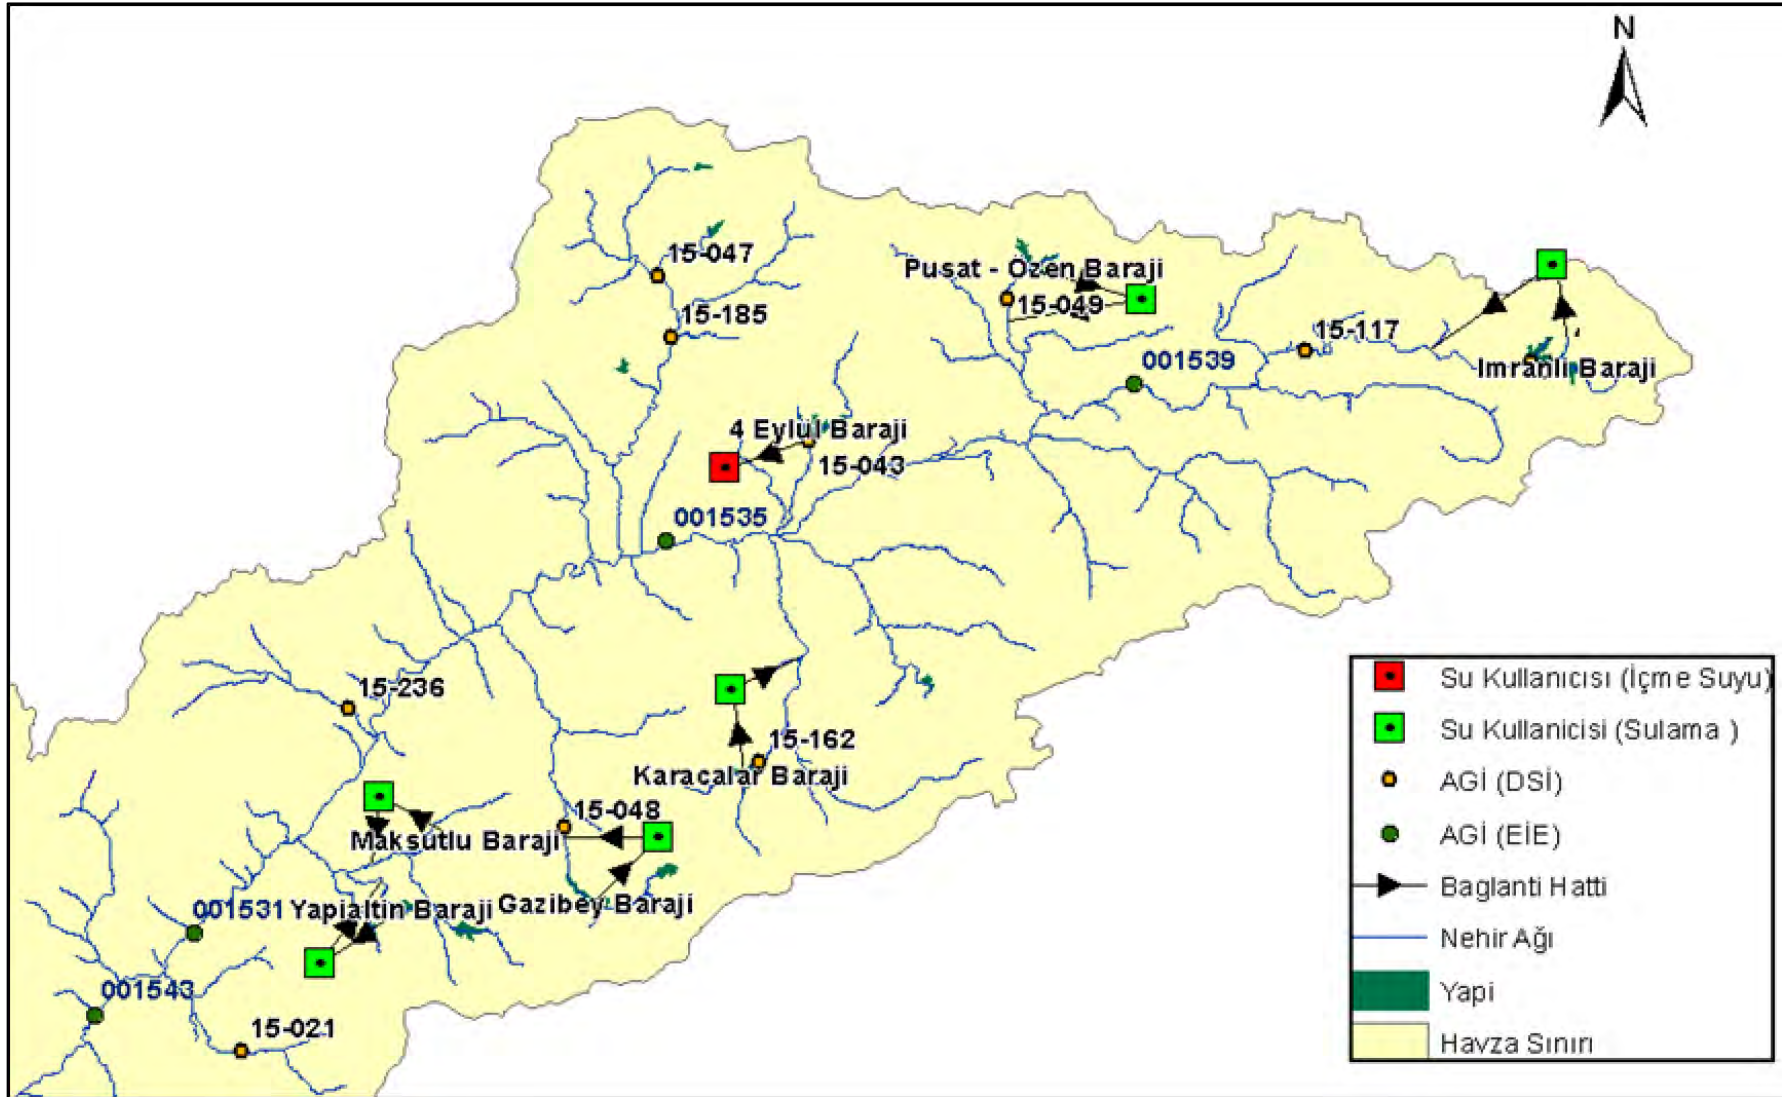 N
15-047
Pusat - Ozen Baraji
15-049
15-185
15-117
001539
Imranli Baraji
4 Eylül Baraji
15-043
001535
15-236
15-162
Karacalar Baraji
15-048
Maksutlu Baraji
001531
Yapialtin Baraji
Gazibey Baraji
001543
15-021
Su Kullanıcısı (İçme Suyu)
Su Kullanicisi (Sulama )
AGİ (DSİ)
AGİ (EİE)
Baglanti Hatti
Nehir Ağı
Yapi
Havza Sınırı